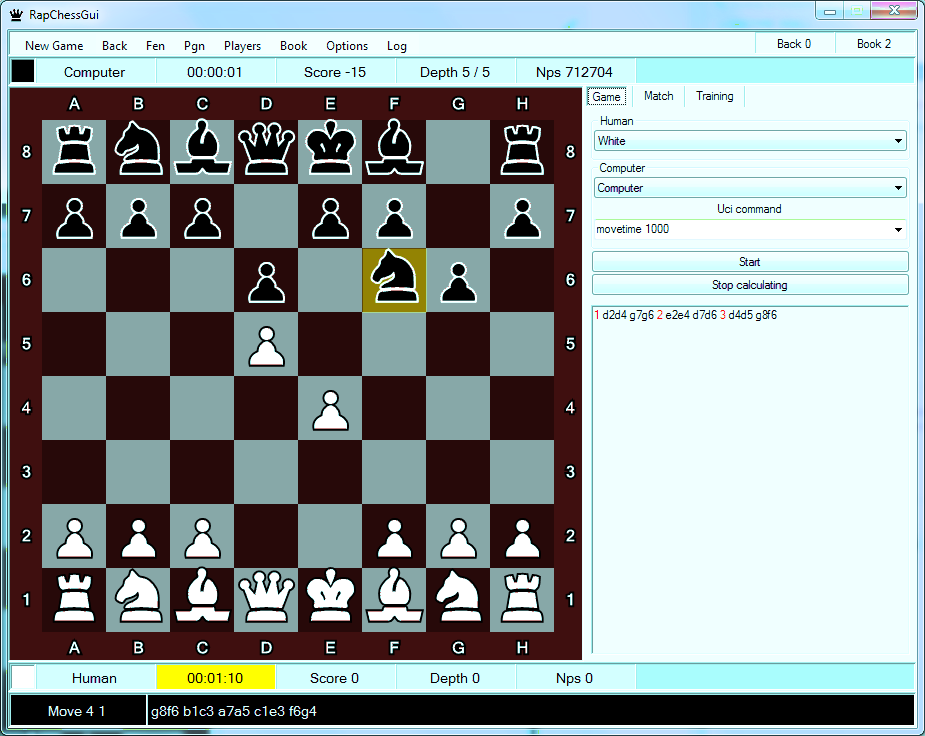 RapChessGui
New Game Back Fen Pgn Players Book Options Log Back 0 Book 2
Computer 00:00:01 Score -15 Depth 5 / 5 Nps 712704
A B C D E F G H
8 8
7 7
6 6
5 5
4 4
3 3
2 2
1 1
A B C D E F G H
Game Match Training
Human
White
Computer
Computer
Uci command
movetime 1000
Start
Stop calculating
1 d2d4 g7g6 2 e2e4 d7d6 3 d4d5 g8f6
Human 00:01:10 Score 0 Depth 0 Nps 0
Move 4 1 g8f6 b1c3 a7a5 c1e3 f6g4